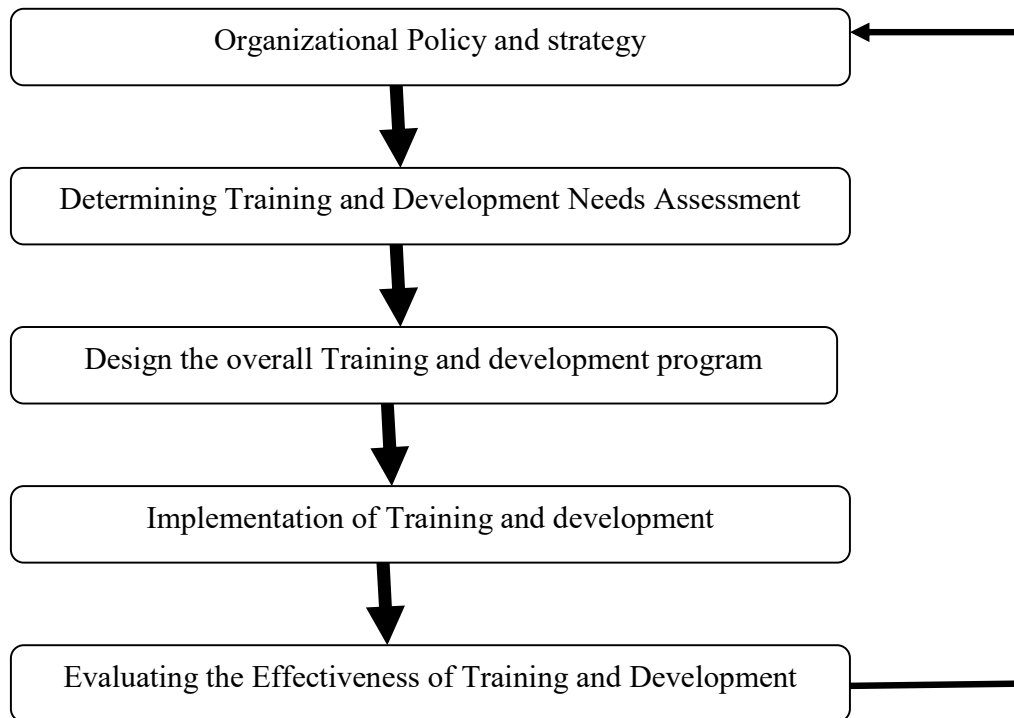 Organizational Policy and strategy
Determining Training and Development Needs Assessment
Design the overall Training and development program
Implementation of Training and development
Evaluating the Effectiveness of Training and Development